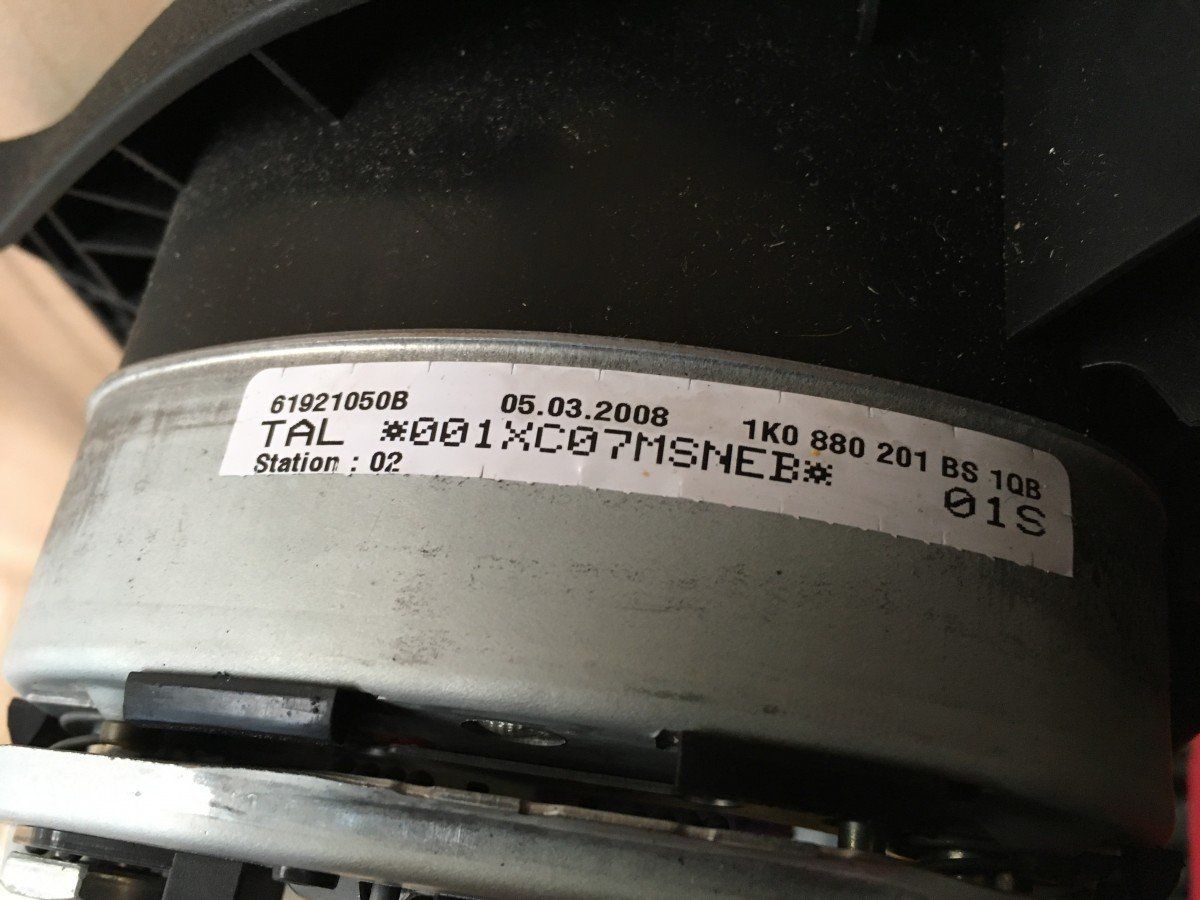 61921050B 05.03.2008 1K0 880 201 BS 1QB
TAL *001XC07MSNEB* 01S
Station : 02